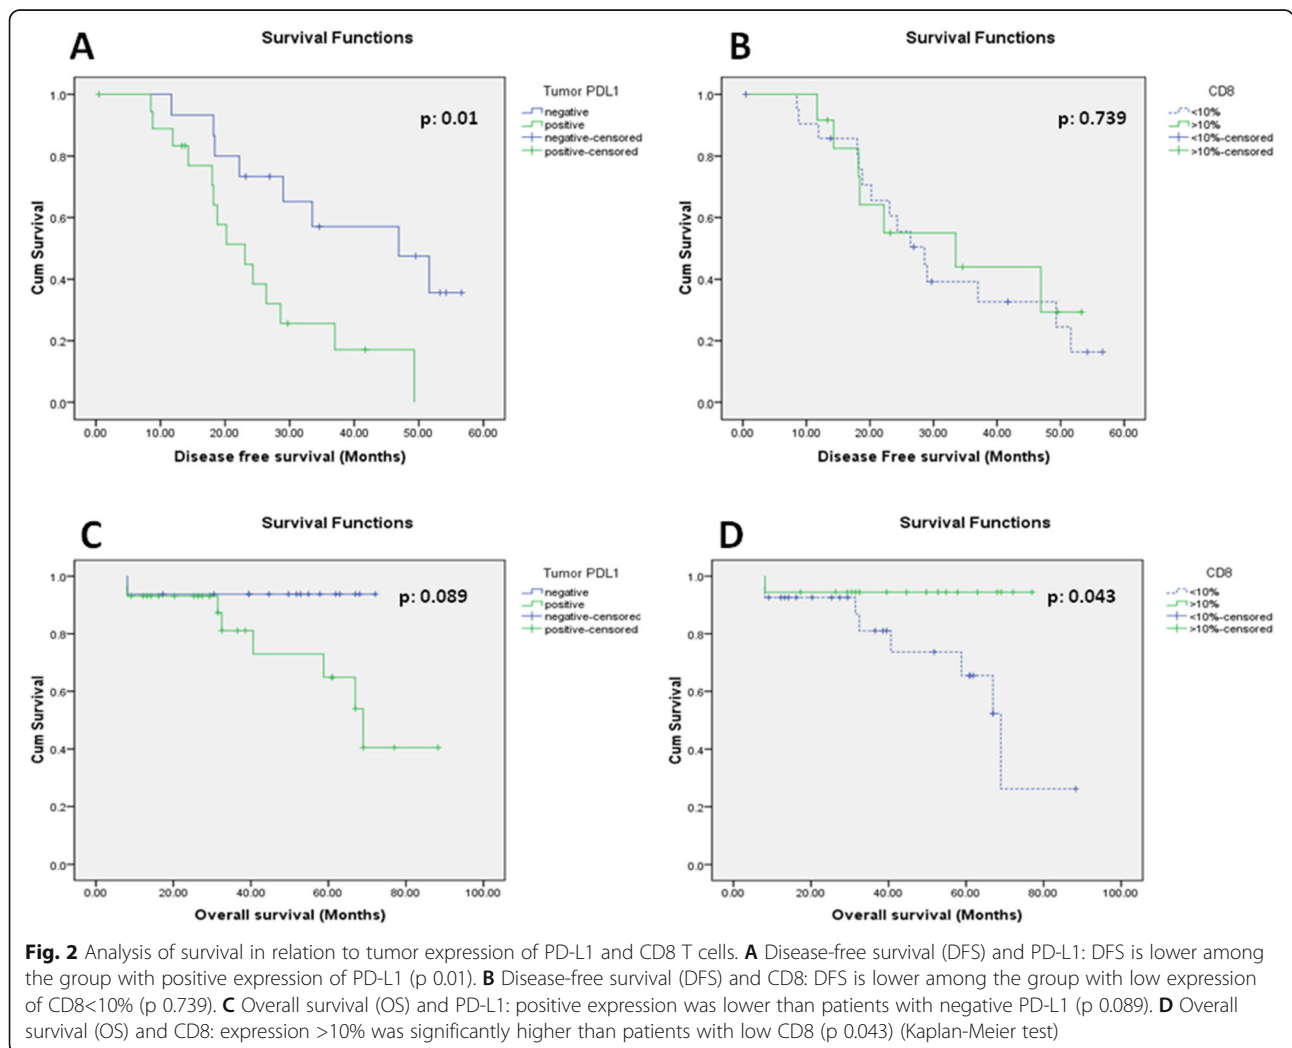 A
Survival Functions
Tumor PDL1
negative
positive
negative-censored
positive-censored
p: 0.01
Cum Survival
1.0
0.8
0.6
0.4
0.2
0.0
0.00 10.00 20.00 30.00 40.00 50.00 60.00
Disease free survival (Months)
B
Survival Functions
CD8
<10%
>10%
<10%-censored
>10%-censored
p: 0.739
Cum Survival
1.0
0.8
0.6
0.4
0.2
0.0
0.00 10.00 20.00 30.00 40.00 50.00 60.00
Disease Free survival (Months)
C
Survival Functions
Tumor PDL1
negative
positive
negative-censorec
positive-censored
p: 0.089
Cum Survival
1.0
0.8
0.6
0.4
0.2
0.0
0.00 20.00 40.00 60.00 80.00 100.00
Overall survival (Months)
D
Survival Functions
CD8
<10%
>10%
<10%-censored
>10%-censored
p: 0.043
Cum Survival
1.0
0.8
0.6
0.4
0.2
0.0
0.00 20.00 40.00 60.00 80.00 100.00
Overall survival (Months)
Fig. 2 Analysis of survival in relation to tumor expression of PD-L1 and CD8 T cells. A Disease-free survival (DFS) and PD-L1: DFS is lower among
the group with positive expression of PD-L1 (p 0.01). B Disease-free survival (DFS) and CD8: DFS is lower among the group with low expression
of CD8<10% (p 0.739). C Overall survival (OS) and PD-L1: positive expression was lower than patients with negative PD-L1 (p 0.089). D Overall
survival (OS) and CD8: expression >10% was significantly higher than patients with low CD8 (p 0.043) (Kaplan-Meier test)